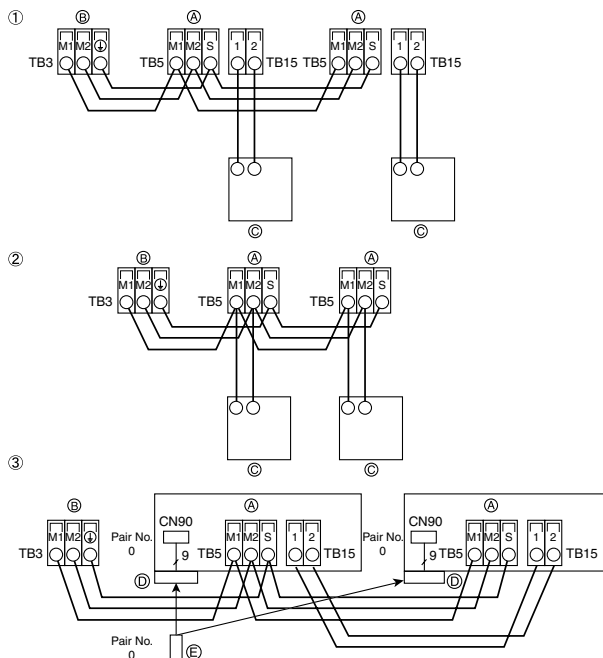 ①
Ⓑ Ⓐ Ⓐ
M1 M2 ⏚ M1 M2 S 1 2 M1 M2 S 1 2
TB3 TB5 TB15 TB5 TB15
Ⓒ Ⓒ
②
Ⓑ Ⓐ Ⓐ
M1 M2 ⏚ M1 M2 S M1 M2 S
TB3 TB5 TB5
Ⓒ Ⓒ
③
Ⓑ Ⓐ Ⓐ
CN90 CN90
M1 M2 ⏚ Pair No. M1 M2 S 1 2 Pair No. M1 M2 S 1 2
0 0
TB3 9 TB5 TB15 9 TB5 TB15
Ⓓ Ⓓ
Pair No.
0 Ⓔ